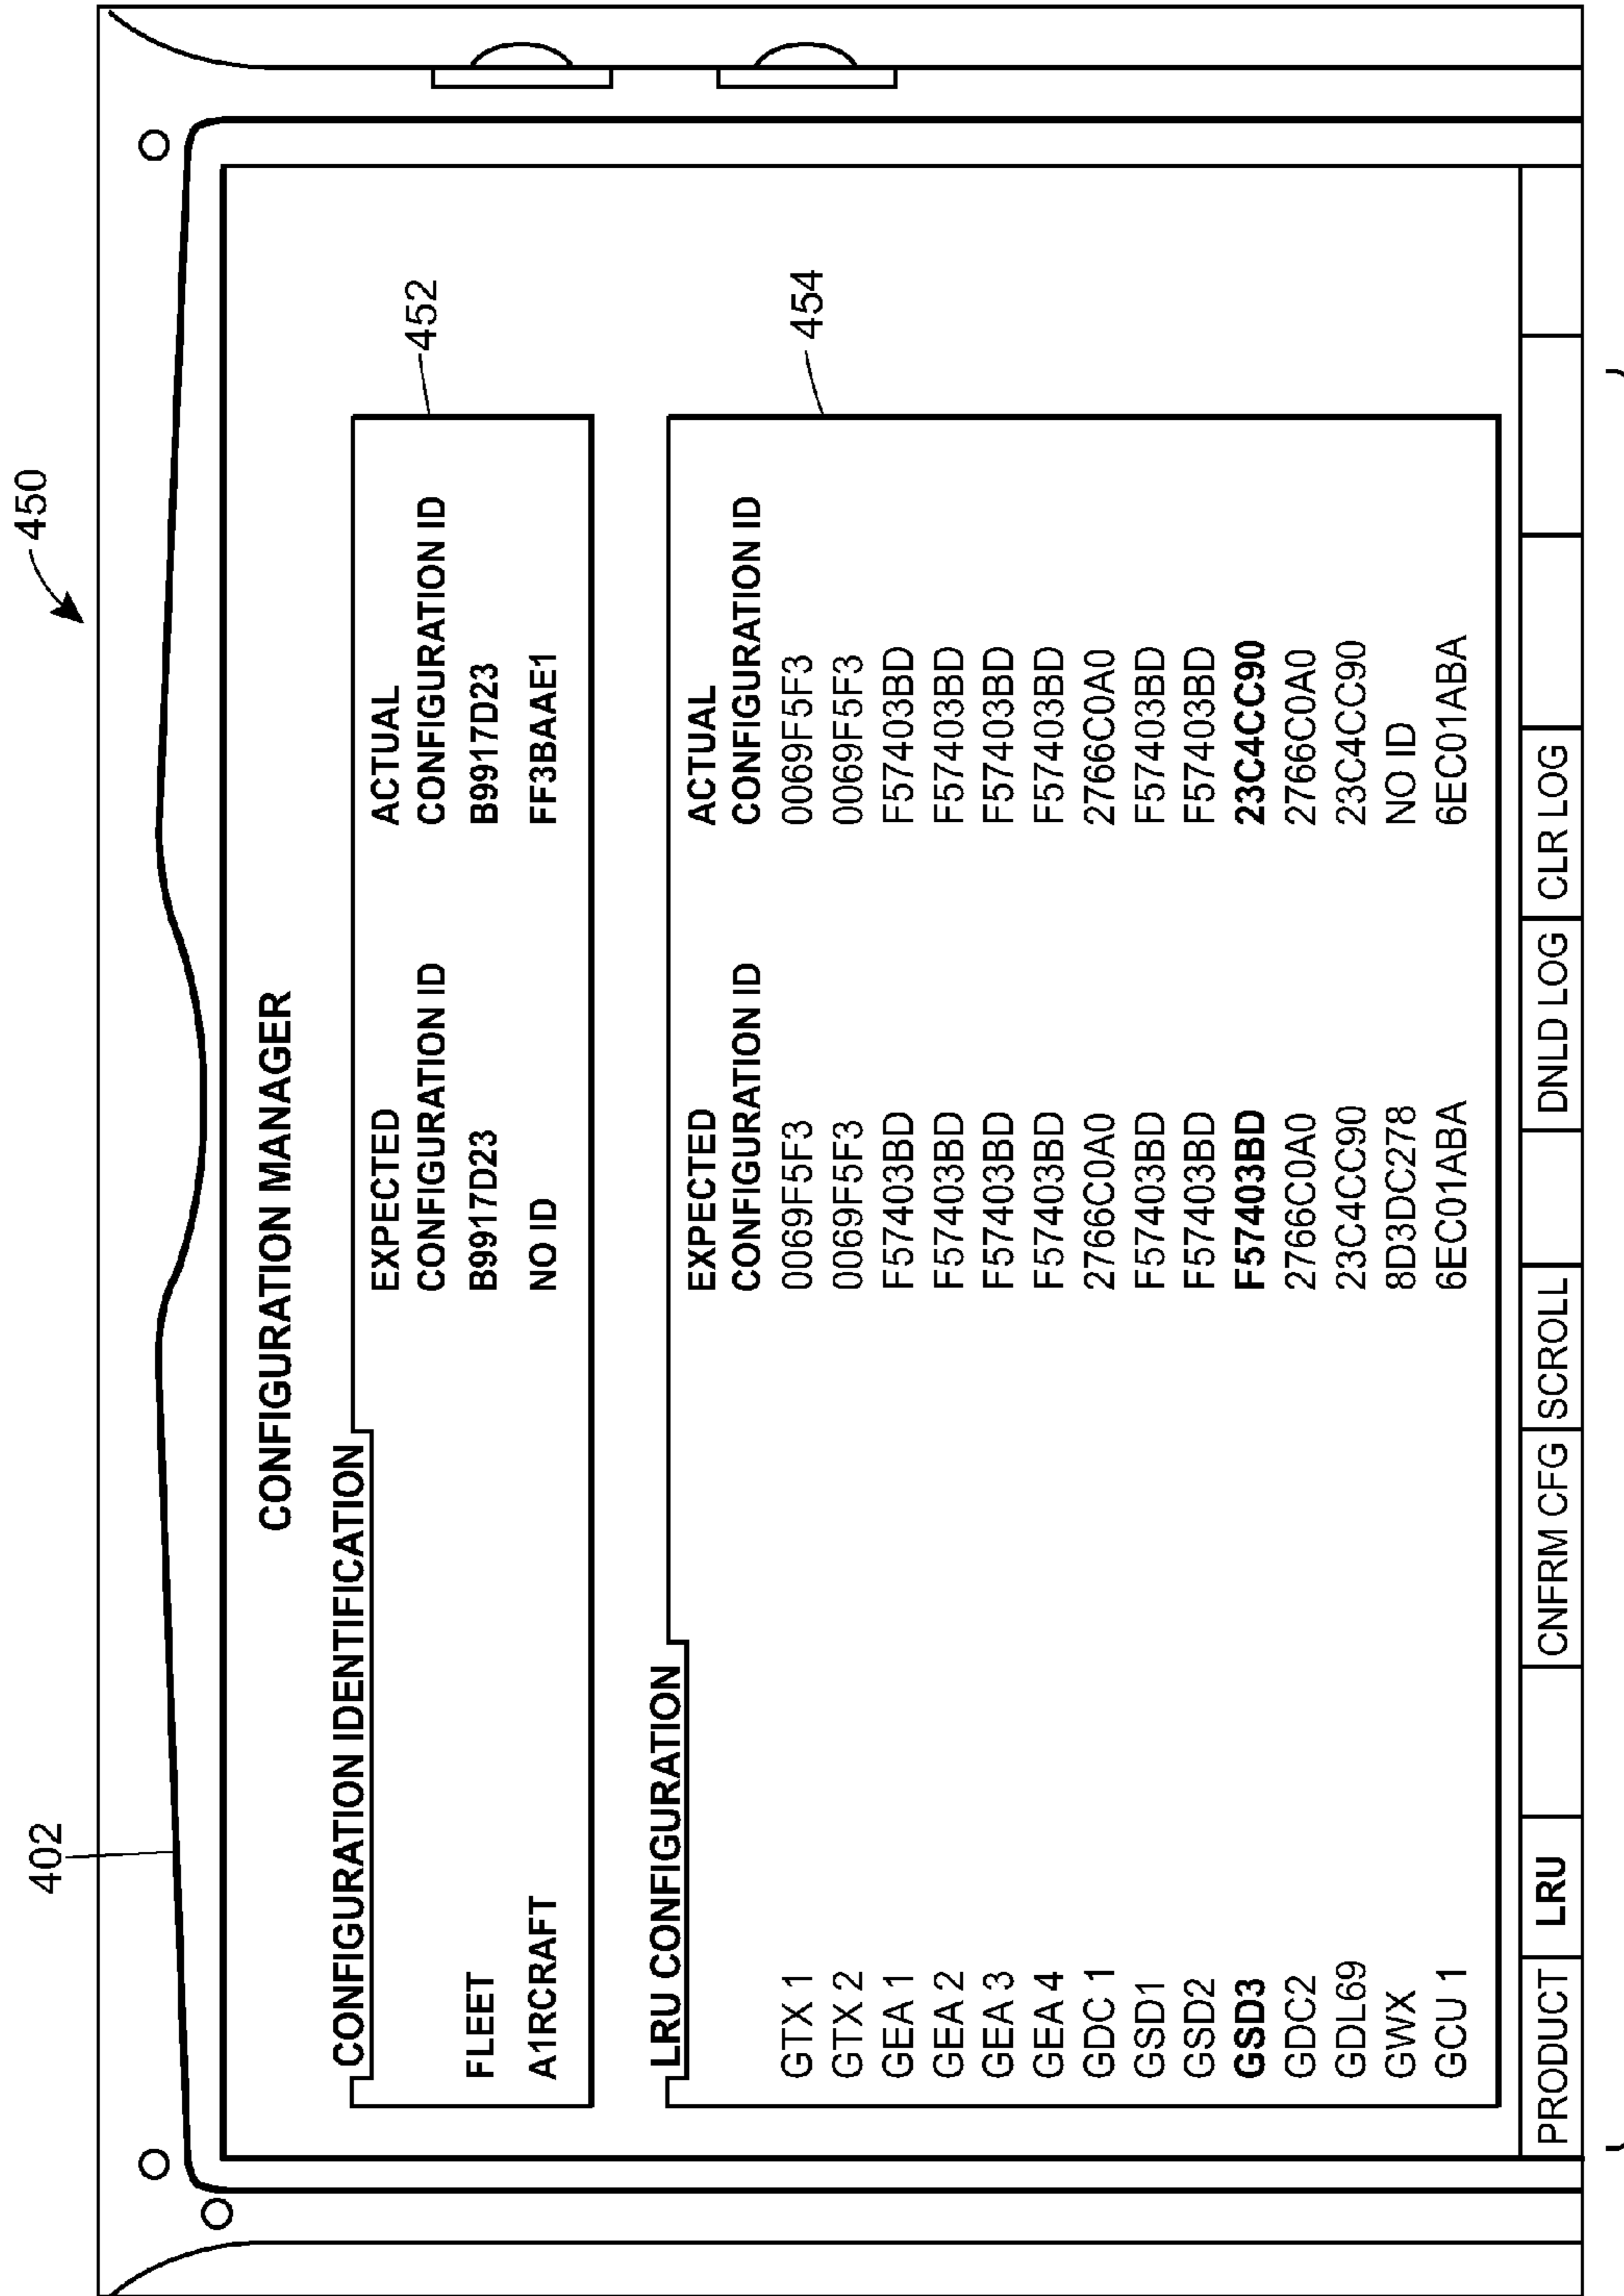 450
402
CONFIGURATION MANAGER
CONFIGURATION IDENTIFICATION
EXPECTED ACTUAL
CONFIGURATION ID CONFIGURATION ID
452
FLEET B9917D23 B9917D23
A1RCRAFT NO ID FF3BAAE1
LRU CONFIGURATION
EXPECTED ACTUAL
CONFIGURATION ID CONFIGURATION ID
454
GTX 1 0069F5F3 0069F5F3
GTX 2 0069F5F3 0069F5F3
GEA 1 F57403BD F57403BD
GEA 2 F57403BD F57403BD
GEA 3 F57403BD F57403BD
GEA 4 F57403BD F57403BD
GDC 1 2766C0A0 2766C0A0
GSD1 F57403BD F57403BD
GSD2 F57403BD F57403BD
GSD3 F57403BD 23C4CC90
GDC2 2766C0A0 2766C0A0
GDL69 23C4CC90 23C4CC90
GWX 8D3DC278 NO ID
GCU 1 6EC01ABA 6EC01ABA
PRODUCT LRU CNFRM CFG SCROLL DNLD LOG CLR LOG